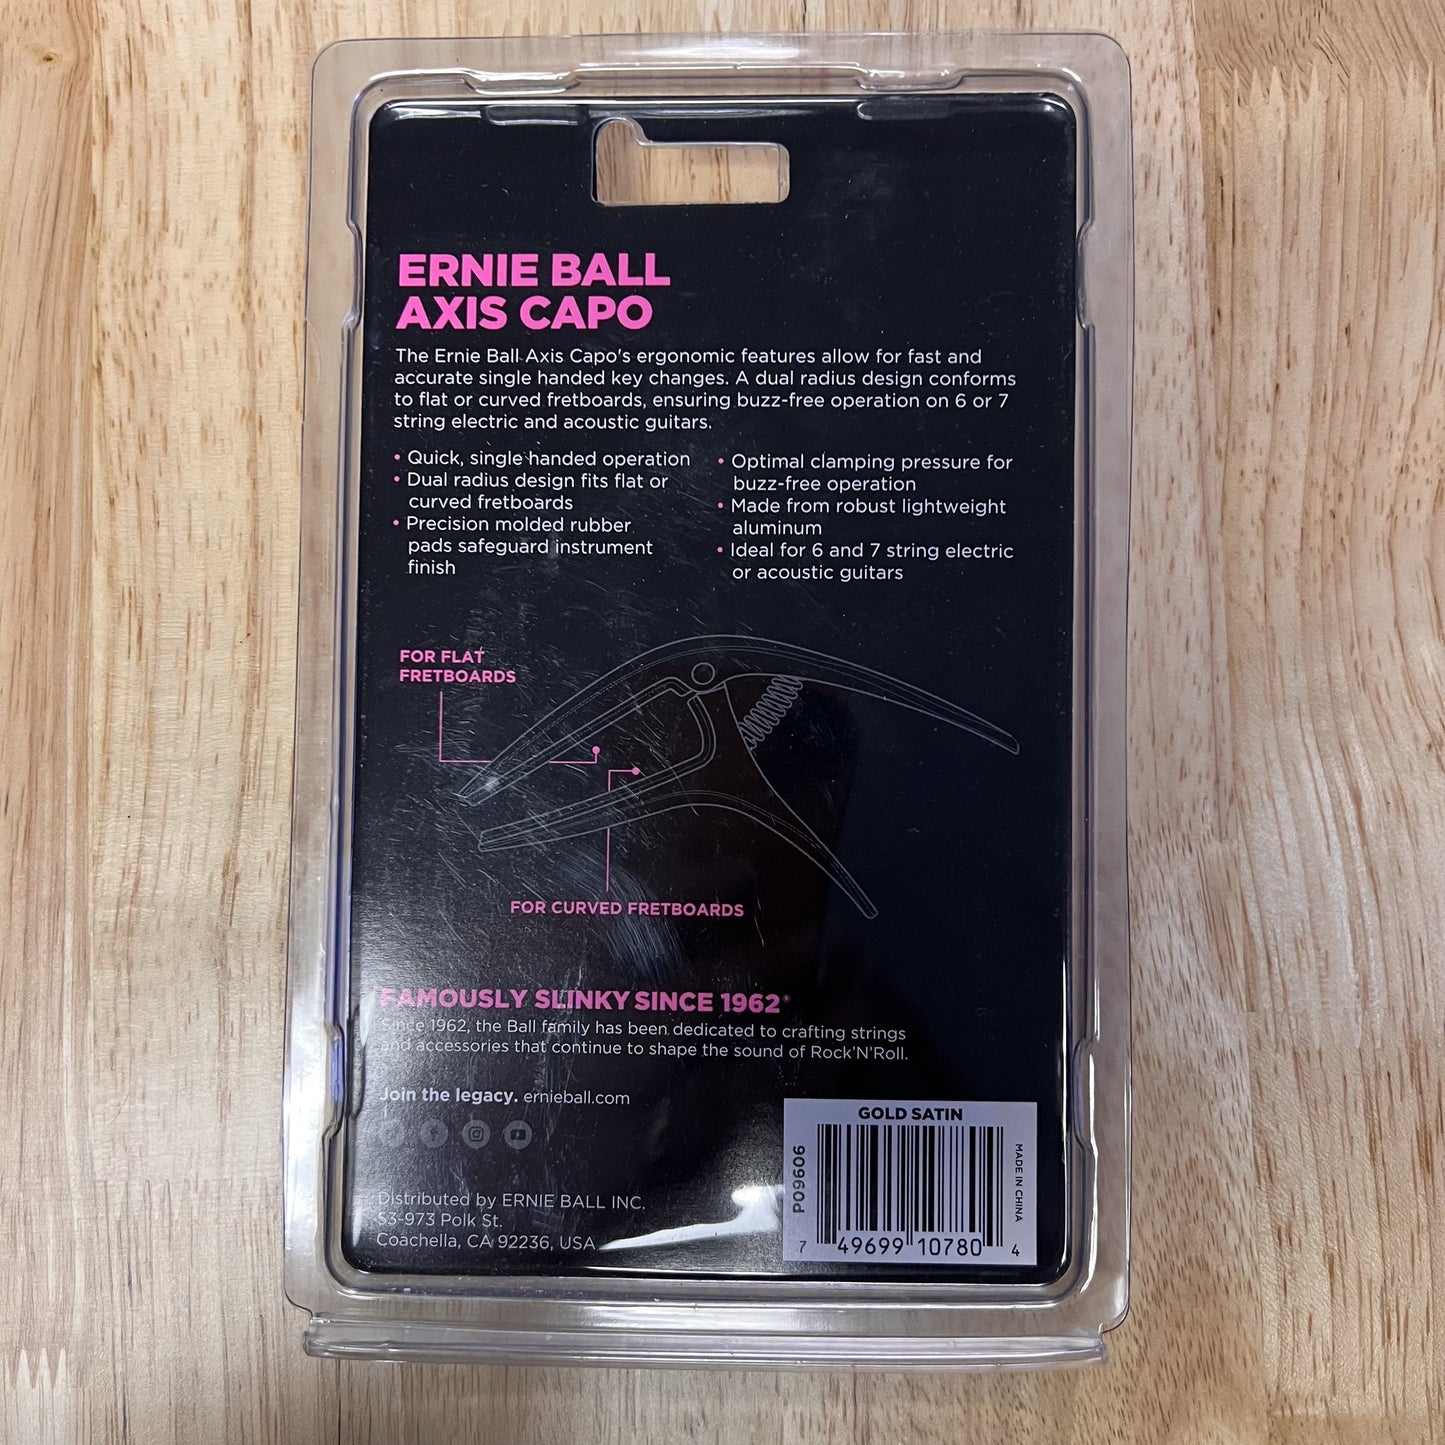 ERNIE BALL
AXIS CAPO
The Ernie Ball Axis Capo's ergonomic features allow for fast and
accurate single handed key changes. A dual radius design conforms
to flat or curved fretboards, ensuring buzz-free operation on 6 or 7
string electric and acoustic guitars.
• Quick, single handed operation
• Dual radius design fits flat or
curved fretboards
• Precision molded rubber
pads safeguard instrument
finish
• Optimal clamping pressure for
buzz-free operation
• Made from robust lightweight
aluminum
• Ideal for 6 and 7 string electric
or acoustic guitars
FOR FLAT
FRETBOARDS
FOR CURVED FRETBOARDS
FAMOUSLY SLINKY SINCE 1962®
Since 1962, the Ball family has been dedicated to crafting strings
and accessories that continue to shape the sound of Rock'N'Roll.
Join the legacy. ernieball.com
Distributed by ERNIE BALL INC.
53-973 Polk St.
Coachella, CA 92236, USA
GOLD SATIN
P09606
MADE IN CHINA
7 49699 10780 4